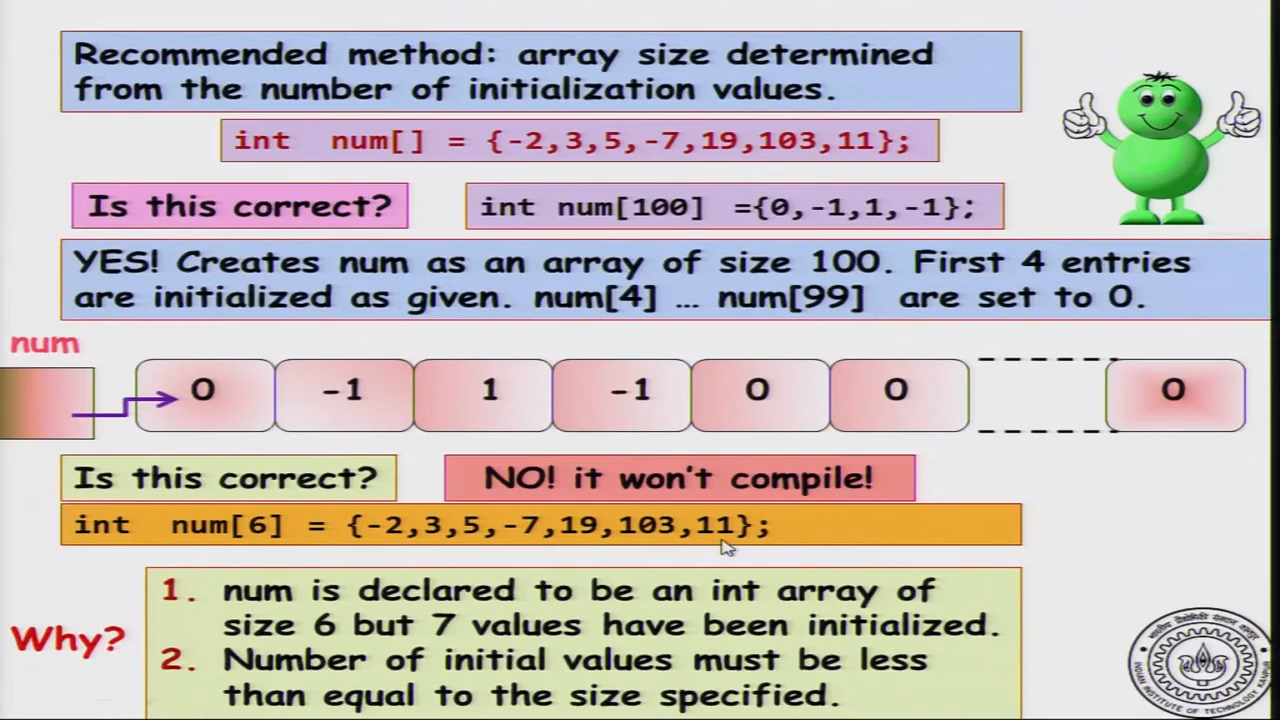 Recommended method: array size determined
from the number of initialization values.
int num[] = {-2,3,5,-7,19,103,11};
Is this correct?
int num[100] ={0,-1,1,-1};
YES! Creates num as an array of size 100. First 4 entries
are initialized as given. num[4] … num[99] are set to 0.
num
0 -1 1 -1 0 0 0
Is this correct?
NO! it won't compile!
int num[6] = {-2,3,5,-7,19,103,11};
Why?
1. num is declared to be an int array of
size 6 but 7 values have been initialized.
2. Number of initial values must be less
than equal to the size specified.
INDIAN INSTITUTE OF TECHNOLOGY KANPUR